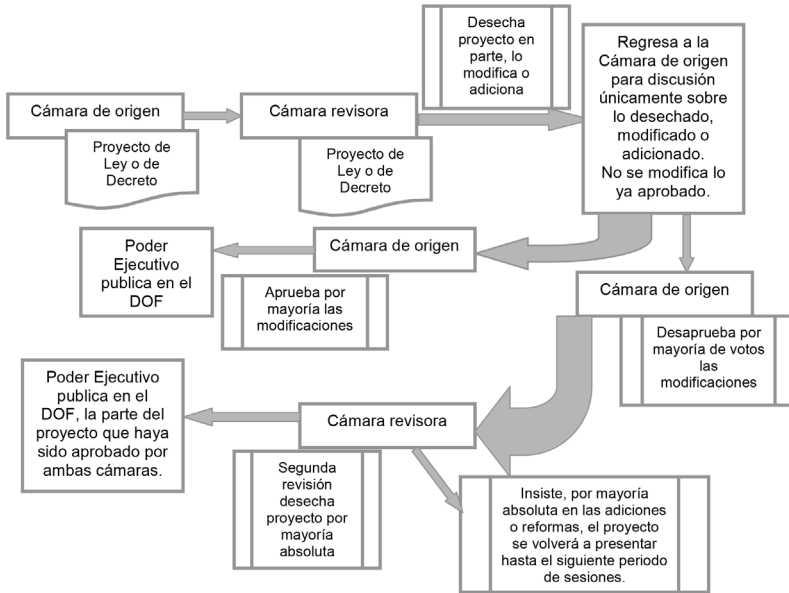 Cámara de origen
Proyecto de
Ley o de
Decreto
Cámara revisora
Proyecto de
Ley o de
Decreto
Desecha
proyecto en
parte, lo
modifica o
adiciona
Regresa a la
Cámara de origen
para discusión
únicamente sobre
lo desechado,
modificado o
adicionado.
No se modifica lo
ya aprobado.
Cámara de origen
Aprueba por
mayoría las
modificaciones
Poder
Ejecutivo
publica en el
DOF
Cámara de origen
Desaprueba por
mayoría de votos
las
modificaciones
Cámara revisora
Segunda
revisión
desecha
proyecto por
mayoría
absoluta
Poder Ejecutivo
publica en el
DOF, la parte del
proyecto que haya
sido aprobado por
ambas cámaras.
Insiste, por mayoría
absoluta en las adiciones
o reformas, el proyecto
se volverá a presentar
hasta el siguiente periodo
de sesiones.